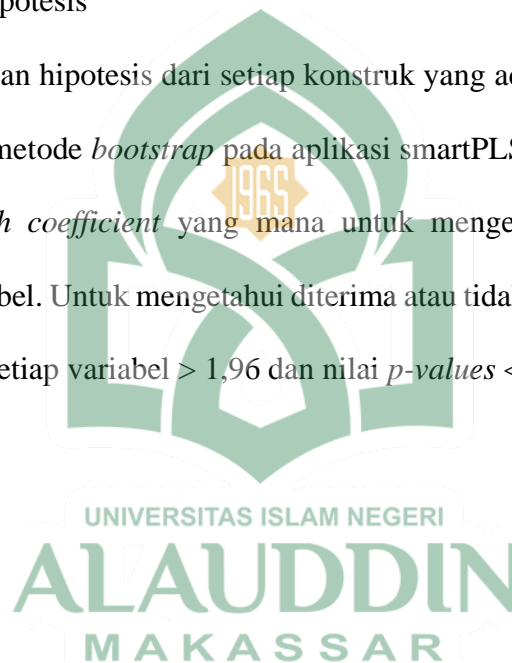 potesis
an hipotesis dari setiap konstruk yang
metode bootstrap pada aplikasi smartPLS
h coefficient yang mana untuk menge
bel. Untuk mengetahui diterima atau tida
etiap variabel > 1,96 dan nilai p-values <
1965
UNIVERSITAS ISLAM NEGERI
ALAUDDIN
MAKASSAR